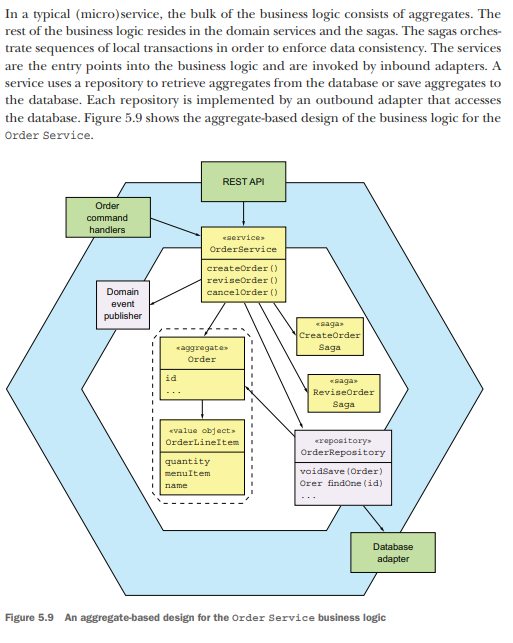 In a typical (micro)service, the bulk of the business logic consists of aggregates. The
rest of the business logic resides in the domain services and the sagas. The sagas orches-
trate sequences of local transactions in order to enforce data consistency. The services
are the entry points into the business logic and are invoked by inbound adapters. A
service uses a repository to retrieve aggregates from the database or save aggregates to
the database. Each repository is implemented by an outbound adapter that accesses
the database. Figure 5.9 shows the aggregate-based design of the business logic for the
Order Service.
REST API
Order
command
handlers
«service»
OrderService
createOrder()
reviseOrder()
cancelOrder()
Domain
event
publisher
«saga»
CreateOrder
Saga
«aggregate»
Order
id
...
«saga»
ReviseOrder
Saga
«value object»
OrderLineItem
quantity
menuItem
name
«repository»
OrderRepository
voidSave(Order)
Orer findOne(id)
...
Database
adapter
Figure 5.9 An aggregate-based design for the Order Service business logic